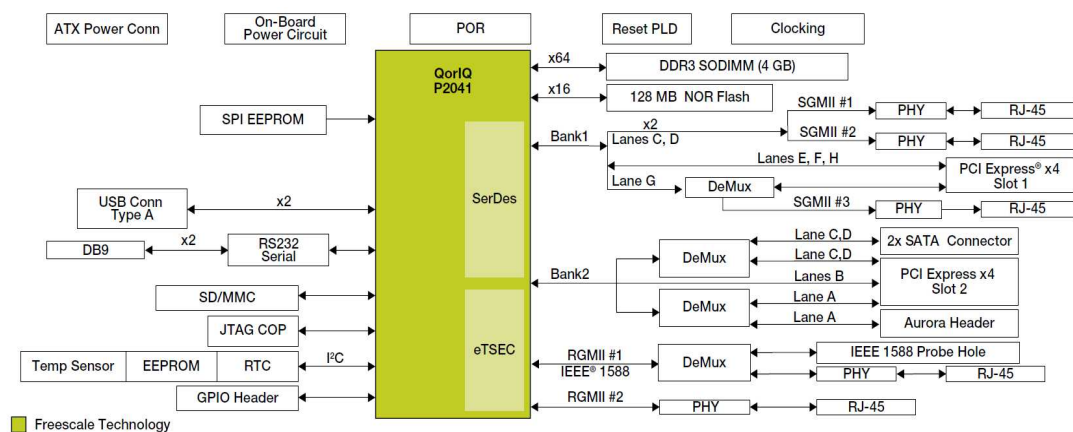 ATX Power Conn
On-Board
Power Circuit
POR
Reset PLD
Clocking
QorIQ
P2041
x64
DDR3 SODIMM (4 GB)
x16
128 MB NOR Flash
SPI EEPROM
SerDes
Bank1
x2
Lanes C, D
SGMII #1
PHY
RJ-45
SGMII #2
PHY
RJ-45
Lanes E, F, H
PCI Express® x4
Slot 1
Lane G
DeMux
SGMII #3
PHY
RJ-45
USB Conn
Type A
x2
DB9
x2
RS232
Serial
Bank2
DeMux
Lane C,D
2x SATA Connector
Lane C,D
Lanes B
PCI Express x4
Slot 2
DeMux
Lane A
Lane A
Aurora Header
SD/MMC
JTAG COP
Temp Sensor
EEPROM
RTC
I²C
GPIO Header
eTSEC
RGMII #1
IEEE® 1588
DeMux
IEEE 1588 Probe Hole
PHY
RJ-45
RGMII #2
PHY
RJ-45
Freescale Technology